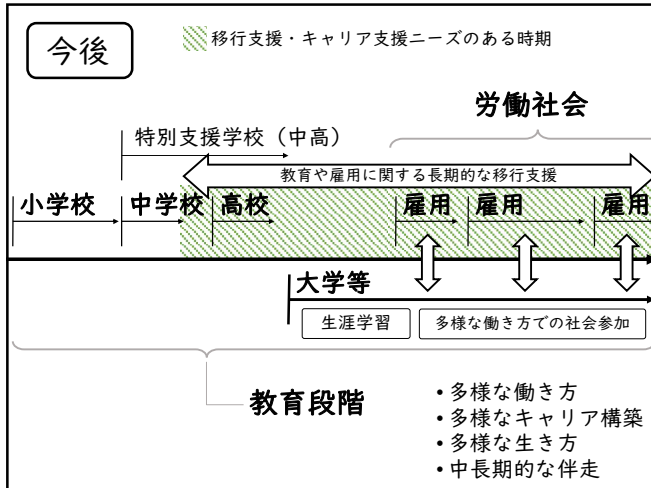 今後
移行支援・キャリア支援ニーズのある時期
労働社会
特別支援学校（中高）
教育や雇用に関する長期的な移行支援
小学校
中学校
高校
雇用
雇用
雇用
大学等
生涯学習
多様な働き方での社会参加
教育段階
・多様な働き方
・多様なキャリア構築
・多様な生き方
・中長期的な伴走